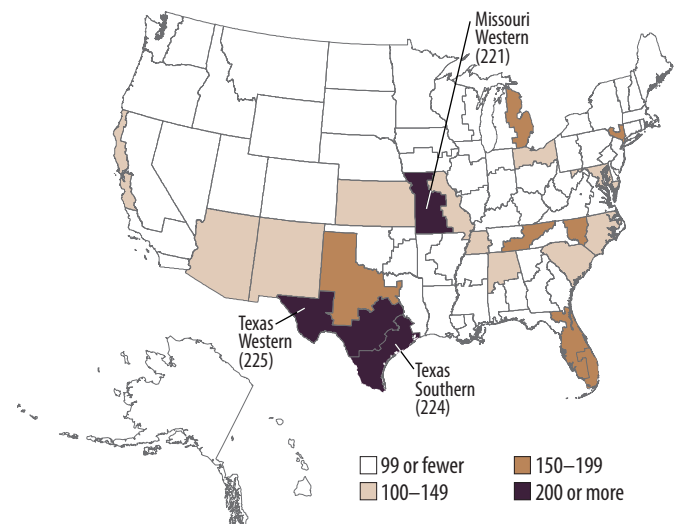 Missouri
Western
(221)
Texas
Western
(225)
Texas
Southern
(224)
99 or fewer
150–199
100–149
200 or more